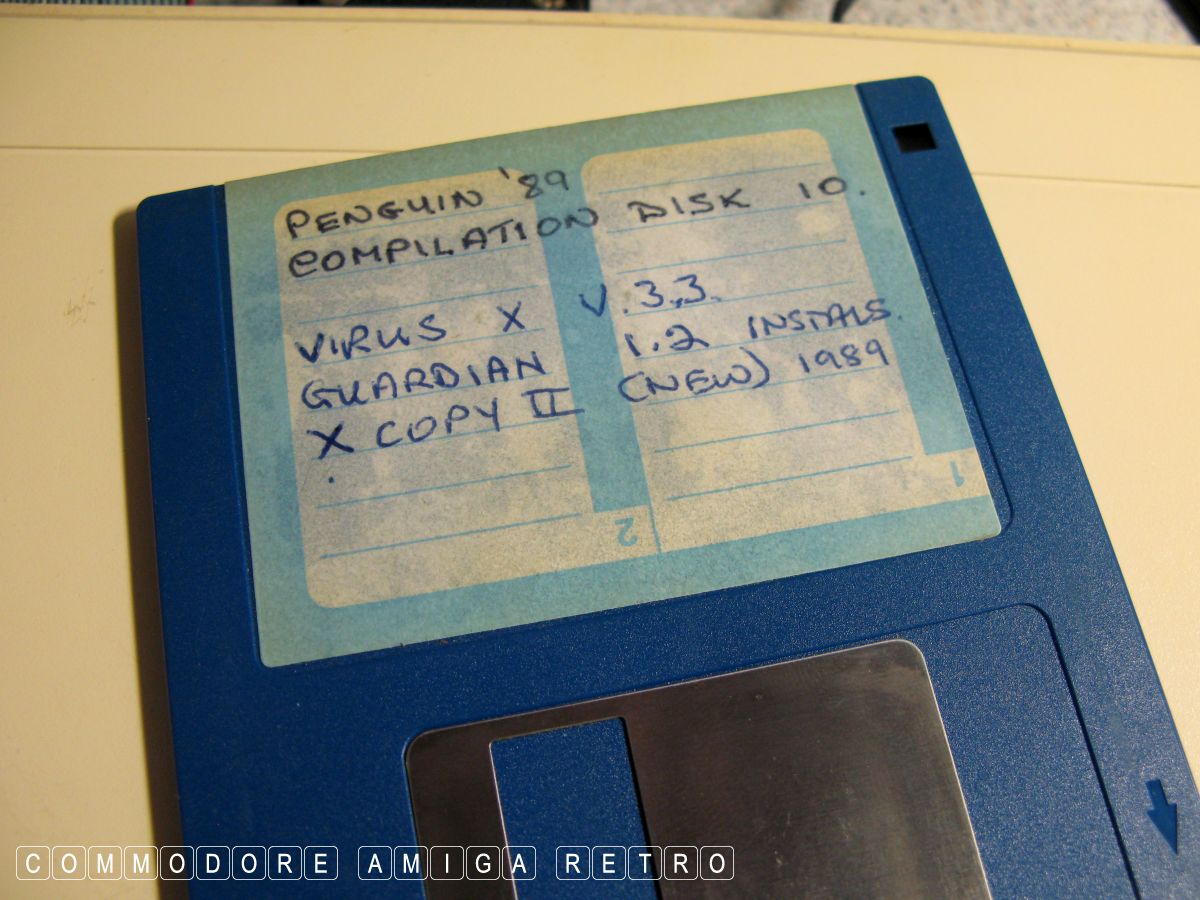 PENGUIN '89
COMPILATION DISK 10.
VIRUS X V.3.3.
GUARDIAN 1.2 INSTALS.
X COPY II (NEW) 1989
2
1
COMMODORE AMIGA RETRO